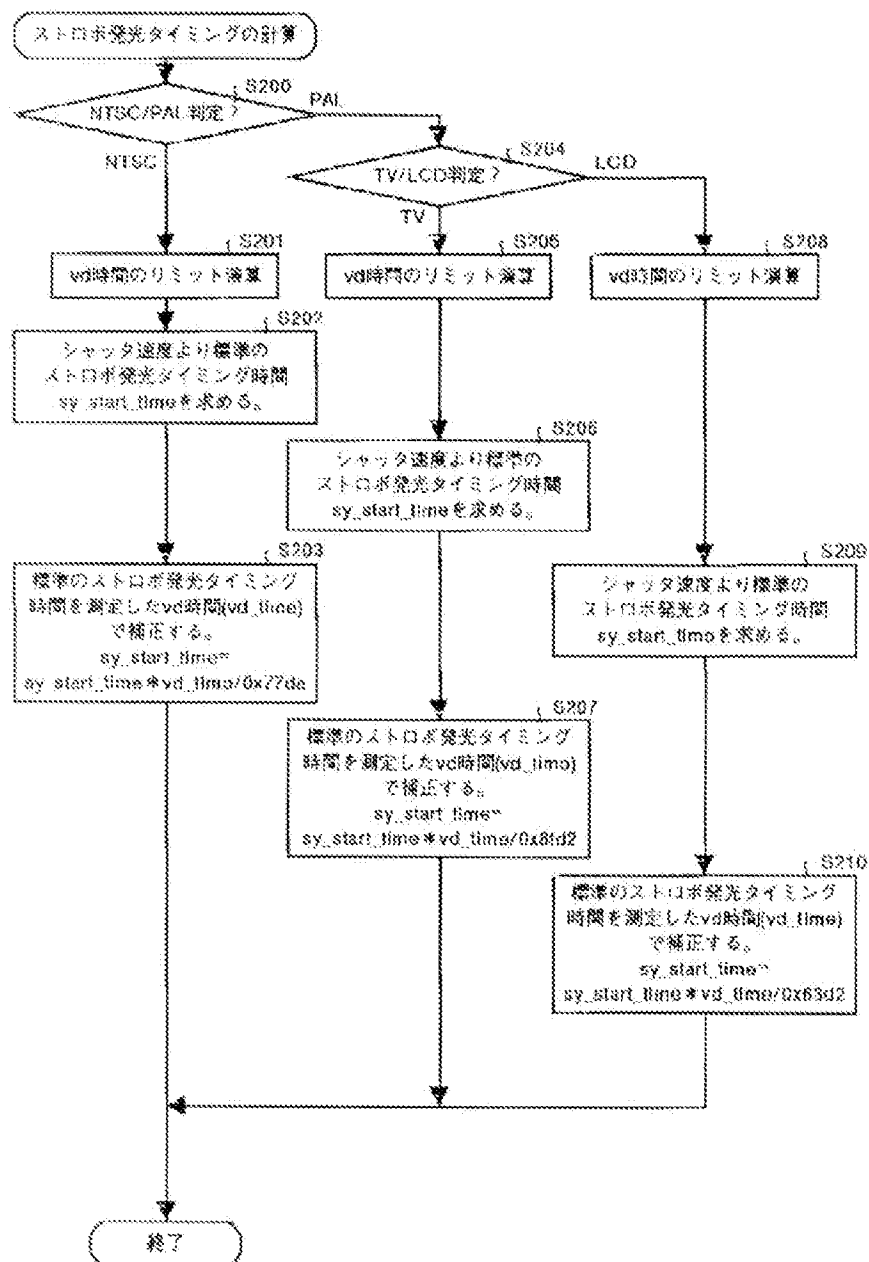 ストロボ発光タイミングの計算
S200
NTSC/PAL判定?
PAL
NTSC
S204
TV/LCD判定?
LCD
TV
S201
vd時間のリミット演算
S205
vd時間のリミット演算
S208
vd時間のリミット演算
S202
シャッタ速度より標準の
ストロボ発光タイミング時間
sy_start_timeを求める。
S206
シャッタ速度より標準の
ストロボ発光タイミング時間
sy_start_timeを求める。
S203
標準のストロボ発光タイミング
時間を測定したvd時間(vd_time)
で補正する。
sy_start_time=
sy_start_time*vd_time/0x77da
S209
シャッタ速度より標準の
ストロボ発光タイミング時間
sy_start_timeを求める。
S207
標準のストロボ発光タイミング
時間を測定したvd時間(vd_time)
で補正する。
sy_start_time=
sy_start_time*vd_time/0x8fd2
S210
標準のストロボ発光タイミング
時間を測定したvd時間(vd_time)
で補正する。
sy_start_time=
sy_start_time*vd_time/0x63d2
終了